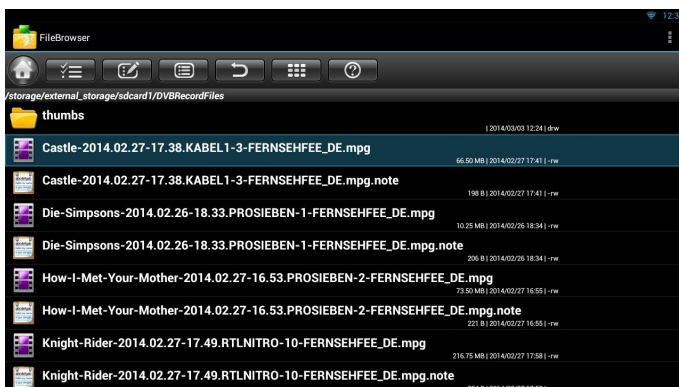 12:3
FileBrowser
/storage/external_storage/sdcard1/DVBRecordFiles
thumbs
| 2014/03/03 12:24 | drw
Castle-2014.02.27-17.38.KABEL1-3-FERNSEHFEE_DE.mpg
66.50 MB | 2014/02/27 17:41 | -rw
Castle-2014.02.27-17.38.KABEL1-3-FERNSEHFEE_DE.mpg.note
198 B | 2014/02/27 17:41 | -rw
Die-Simpsons-2014.02.26-18.33.PROSIEBEN-1-FERNSEHFEE_DE.mpg
10.25 MB | 2014/02/26 18:34 | -rw
Die-Simpsons-2014.02.26-18.33.PROSIEBEN-1-FERNSEHFEE_DE.mpg.note
206 B | 2014/02/26 18:34 | -rw
How-I-Met-Your-Mother-2014.02.27-16.53.PROSIEBEN-2-FERNSEHFEE_DE.mpg
73.50 MB | 2014/02/27 16:55 | -rw
How-I-Met-Your-Mother-2014.02.27-16.53.PROSIEBEN-2-FERNSEHFEE_DE.mpg.note
221 B | 2014/02/27 16:55 | -rw
Knight-Rider-2014.02.27-17.49.RTLNITRO-10-FERNSEHFEE_DE.mpg
216.75 MB | 2014/02/27 17:58 | -rw
Knight-Rider-2014.02.27-17.49.RTLNITRO-10-FERNSEHFEE_DE.mpg.note